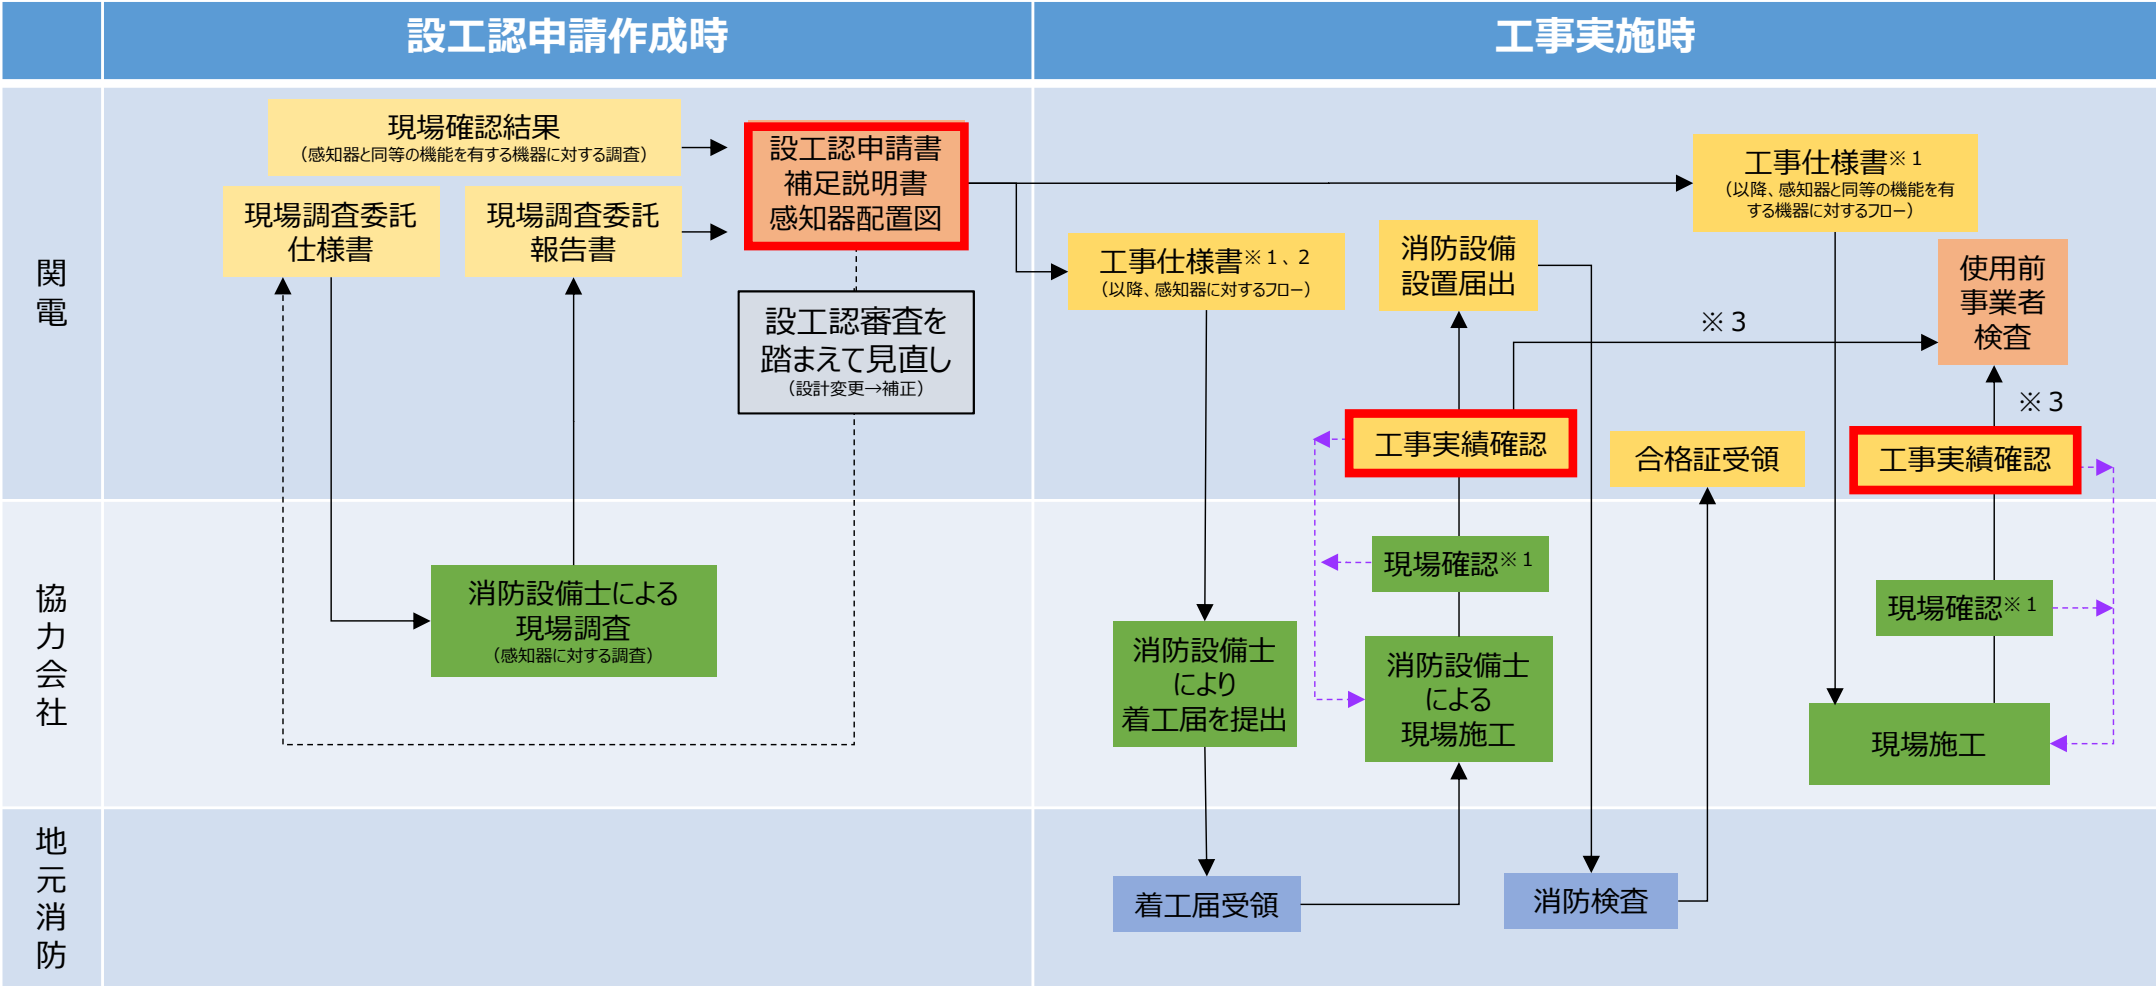 設工認申請作成時
工事実施時
関電
現場確認結果
（感知器と同等の機能を有する機器に対する調査）
現場調査委託
仕様書
現場調査委託
報告書
設工認申請書
補足説明書
感知器配置図
設工認審査を
踏まえて見直し
（設計変更→補正）
工事仕様書※１、２
（以降、感知器に対するフロー）
消防設備
設置届出
工事仕様書※１
（以降、感知器と同等の機能を有
する機器に対するフロー）
使用前
事業者
検査
※３
※３
工事実績確認
合格証受領
工事実績確認
協力会社
消防設備士による
現場調査
（感知器に対する調査）
消防設備士
により
着工届を提出
現場確認※１
消防設備士
による
現場施工
現場確認※１
現場施工
地元消防
着工届受領
消防検査